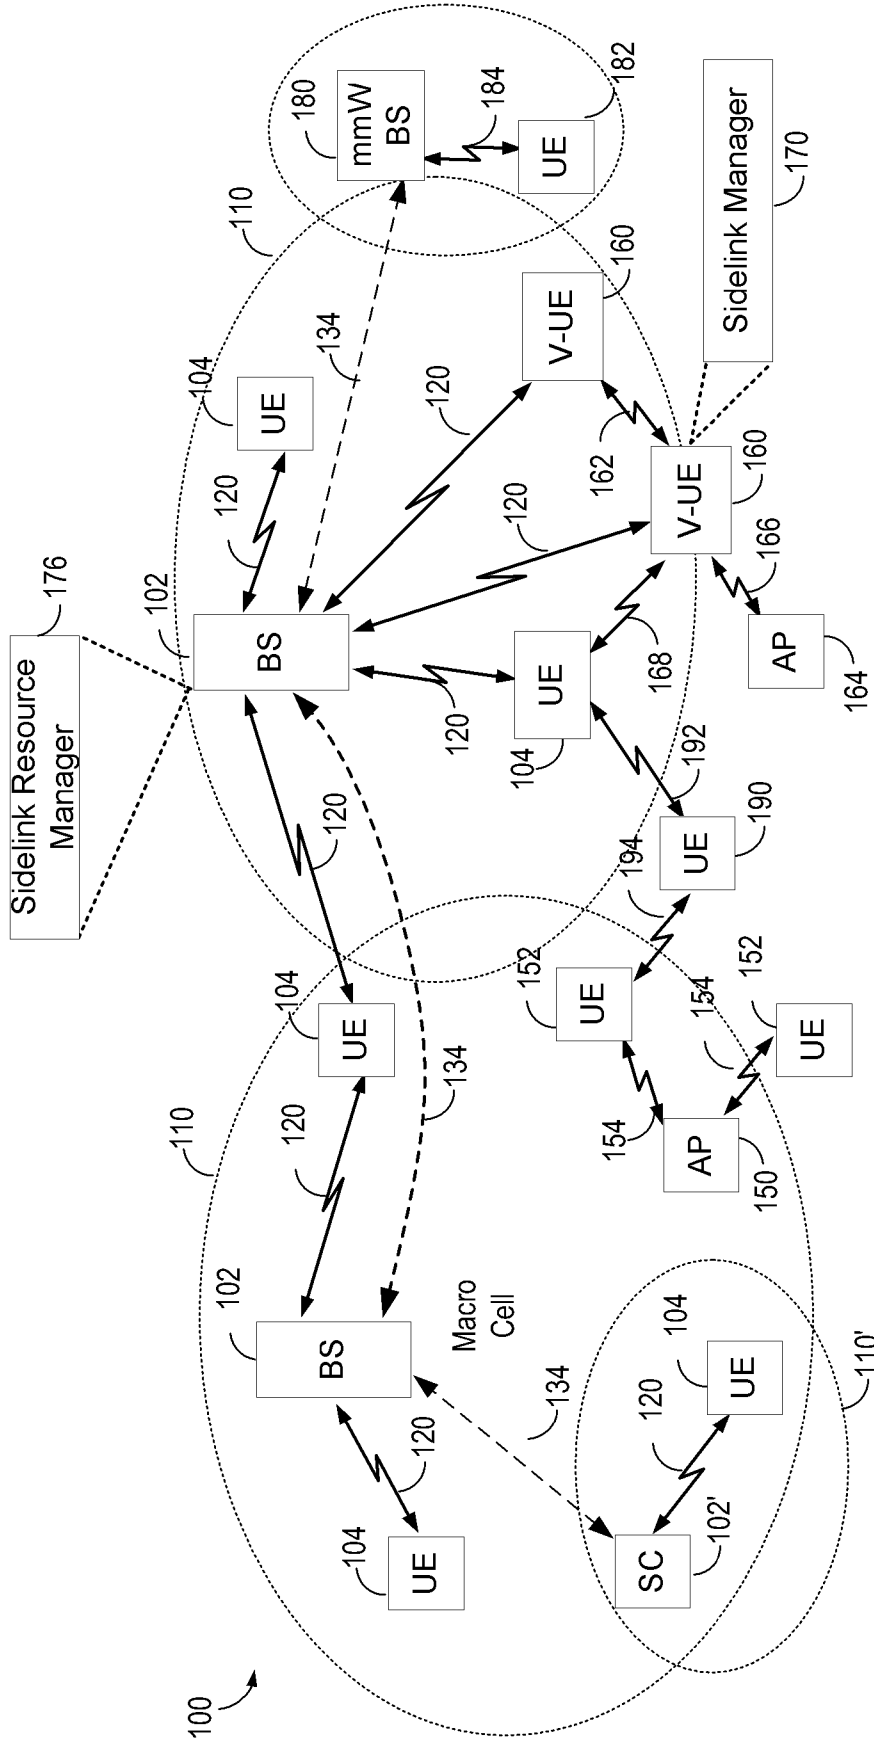 100
Sidelink Resource
Manager
176
102
BS
120
UE
104
110
134
180
mmW
BS
184
UE
182
120
V-UE
160
162
120
V-UE
160
Sidelink Manager
170
166
AP
164
168
120
UE
104
192
UE
190
194
120
104
UE
120
110
134
102
BS
120
104
UE
Macro
Cell
134
152
UE
154
AP
150
154
152
UE
SC
102'
120
104
UE
110'